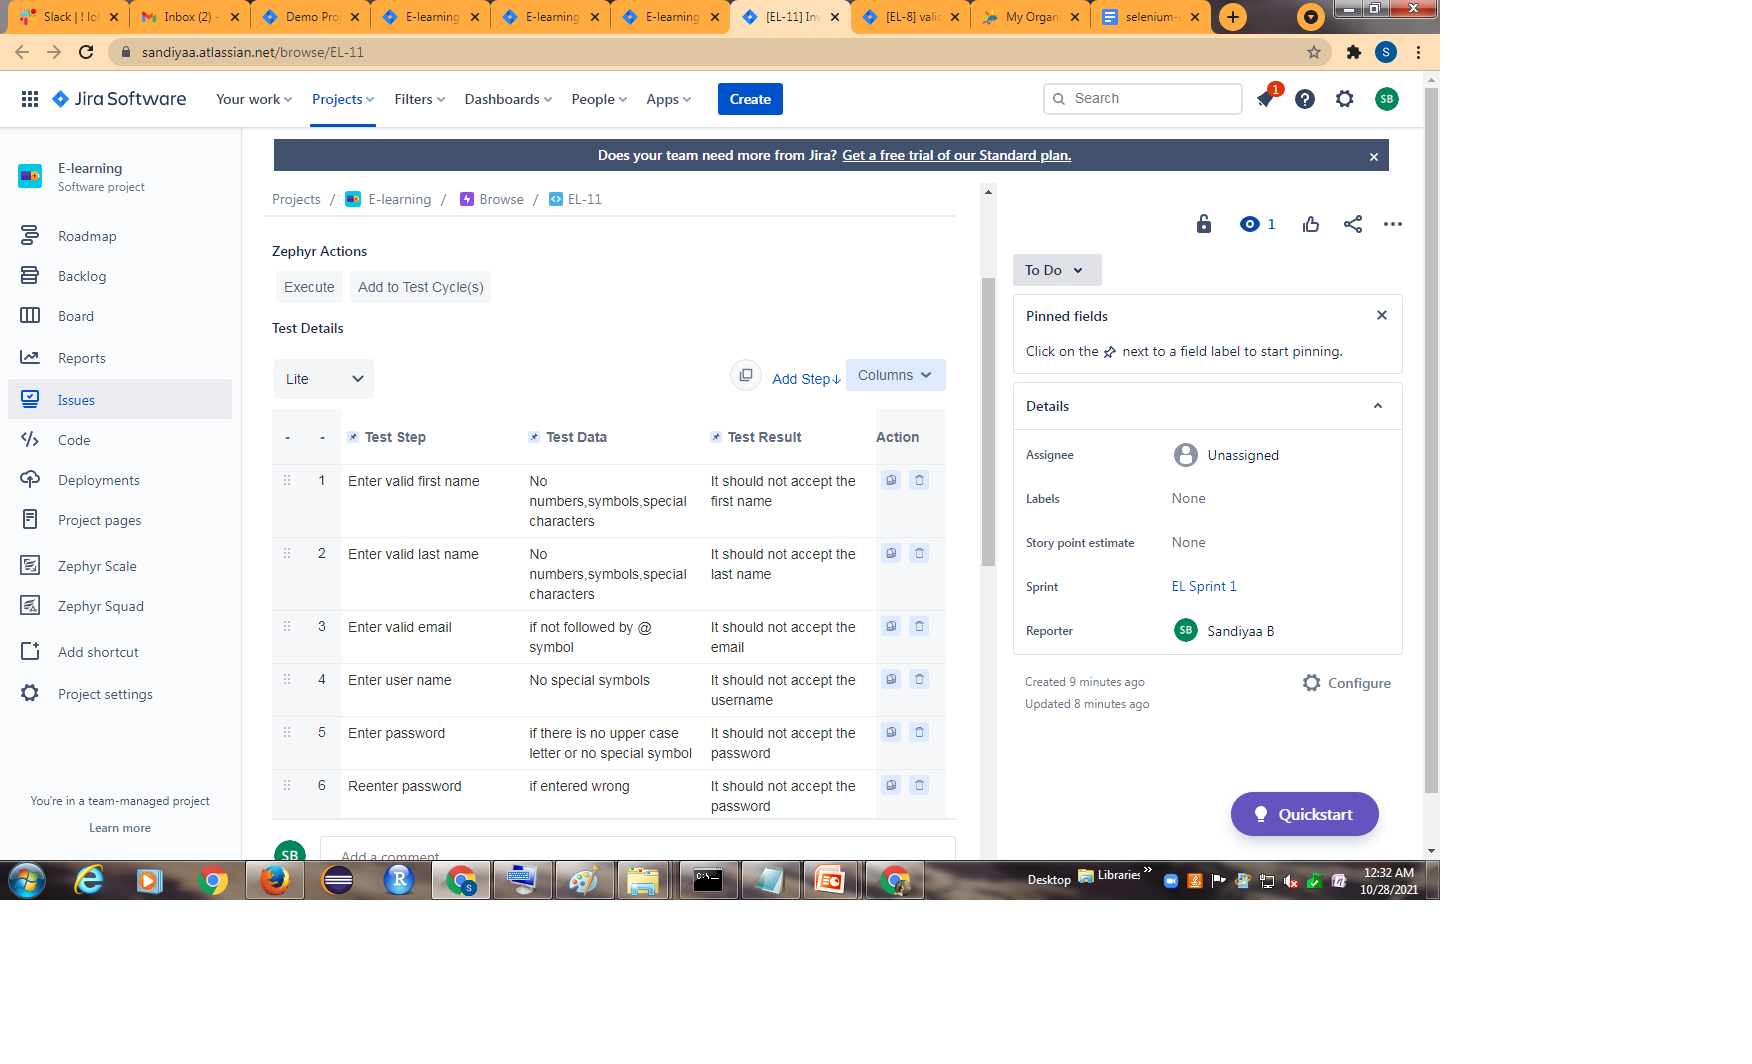 Slack | ! lo
Inbox (2) -
Demo Pro
E-learning
E-learning
E-learning
[EL-11] Inv
[EL-8] vali
My Organi
selenium-
sandiyaa.atlassian.net/browse/EL-11
S
Jira Software
Your work
Projects
Filters
Dashboards
People
Apps
Create
Search
1
SB
Does your team need more from Jira? Get a free trial of our Standard plan.
E-learning
Software project
Roadmap
Backlog
Board
Reports
Issues
Code
Deployments
Project pages
Zephyr Scale
Zephyr Squad
Add shortcut
Project settings
You're in a team-managed project
Learn more
Projects / E-learning / Browse / EL-11
Zephyr Actions
Execute
Add to Test Cycle(s)
Test Details
Lite
Add Step↓
Columns
- - Test Step Test Data Test Result Action
1 Enter valid first name No It should not accept the
numbers,symbols,special first name
characters
2 Enter valid last name No It should not accept the
numbers,symbols,special last name
characters
3 Enter valid email if not followed by @ It should not accept the
symbol email
4 Enter user name No special symbols It should not accept the
username
5 Enter password if there is no upper case It should not accept the
letter or no special symbol password
6 Reenter password if entered wrong It should not accept the
password
SB
Add a comment
1
To Do
Pinned fields
Click on the next to a field label to start pinning.
Details
Assignee Unassigned
Labels None
Story point estimate None
Sprint EL Sprint 1
Reporter SB Sandiyaa B
Created 9 minutes ago
Updated 8 minutes ago
Configure
Quickstart
R
S
C:\_
Desktop
Libraries
»
12:32 AM
10/28/2021